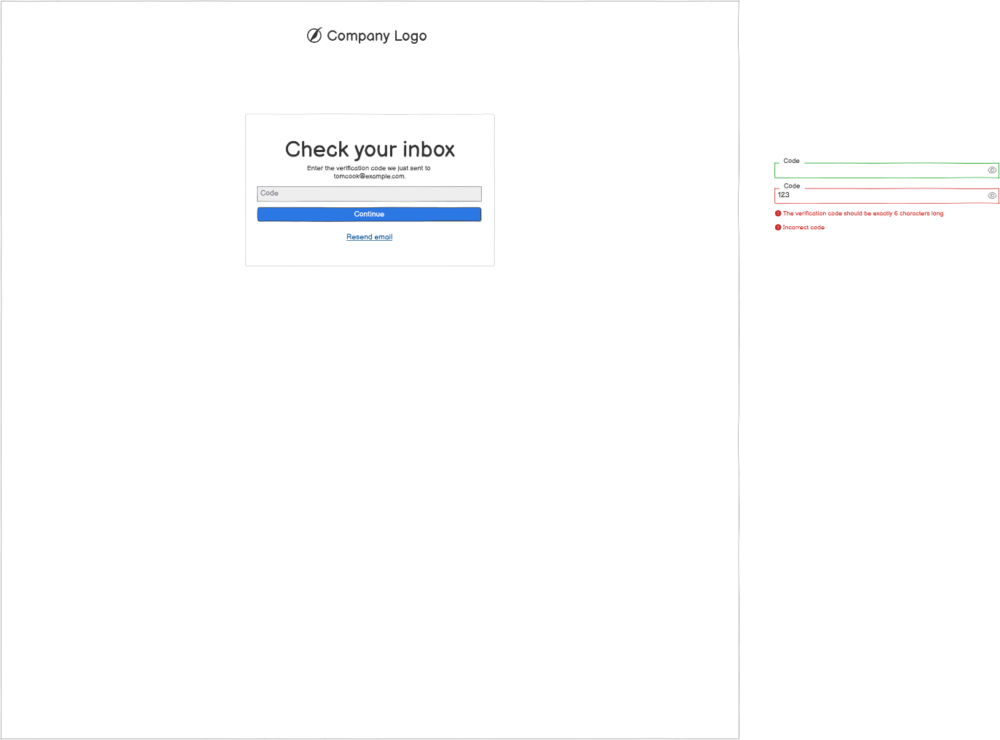 Company Logo
Check your inbox
Enter the verification code we just sent to
tomcook@example.com.
Code
Continue
Resend email
Code
Code
123
! The verification code should be exactly 6 characters long
! Incorrect code